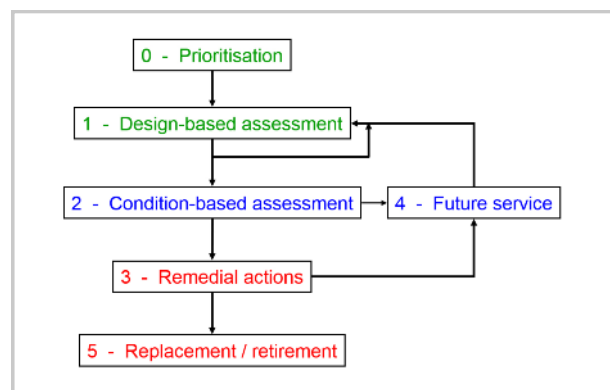 0 - Prioritisation
1 - Design-based assessment
2 - Condition-based assessment
4 - Future service
3 - Remedial actions
5 - Replacement / retirement